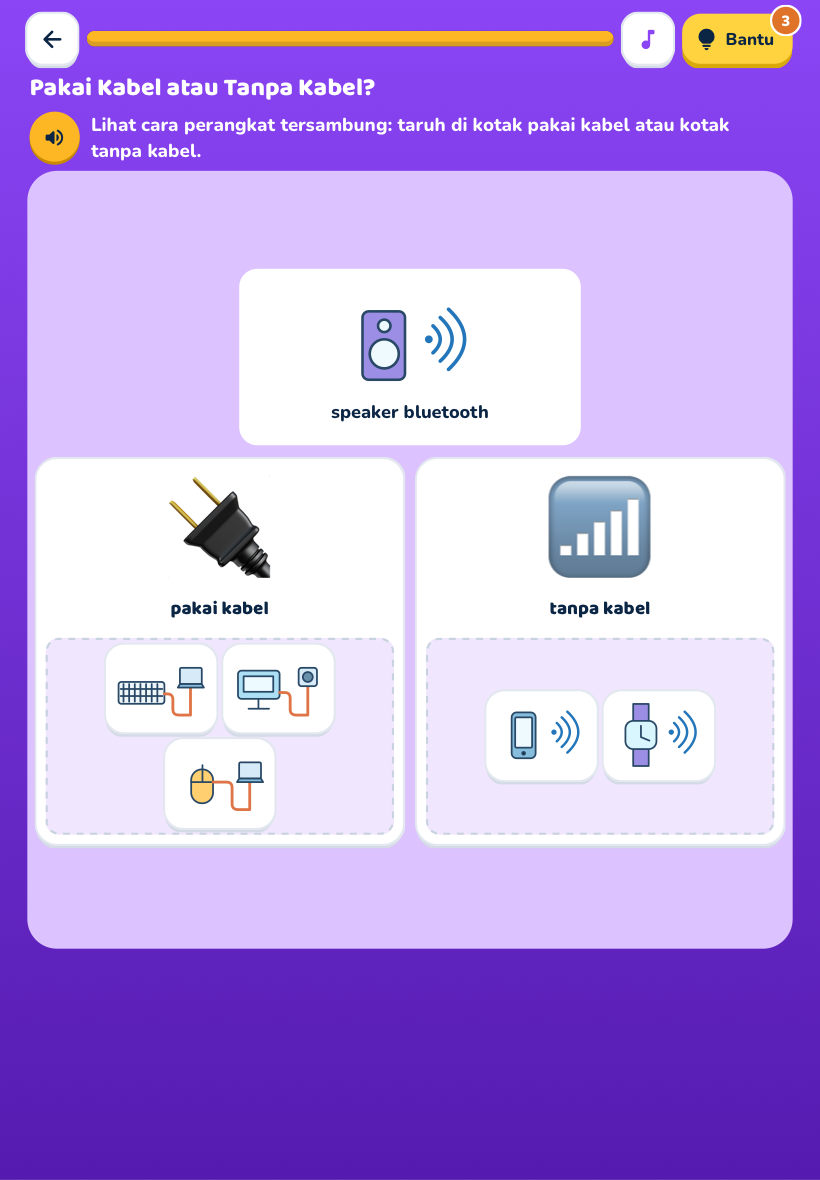 3
Bantu
Pakai Kabel atau Tanpa Kabel?
Lihat cara perangkat tersambung: taruh di kotak pakai kabel atau kotak
tanpa kabel.
speaker bluetooth
pakai kabel
tanpa kabel